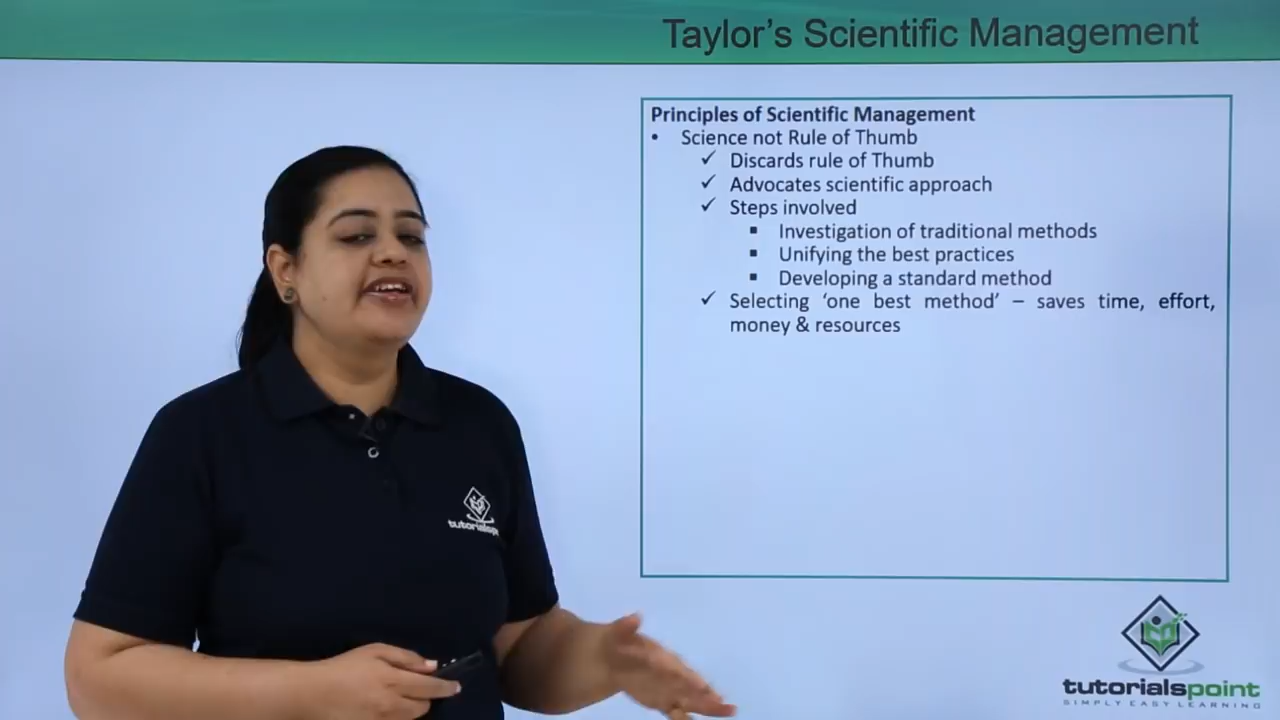 Taylor's Scientific Management
Principles of Scientific Management
• Science not Rule of Thumb
✓ Discards rule of Thumb
✓ Advocates scientific approach
✓ Steps involved
▪ Investigation of traditional methods
▪ Unifying the best practices
▪ Developing a standard method
✓ Selecting 'one best method' – saves time, effort,
money & resources
tutorialspoint
SIMPLY EASY LEARNING